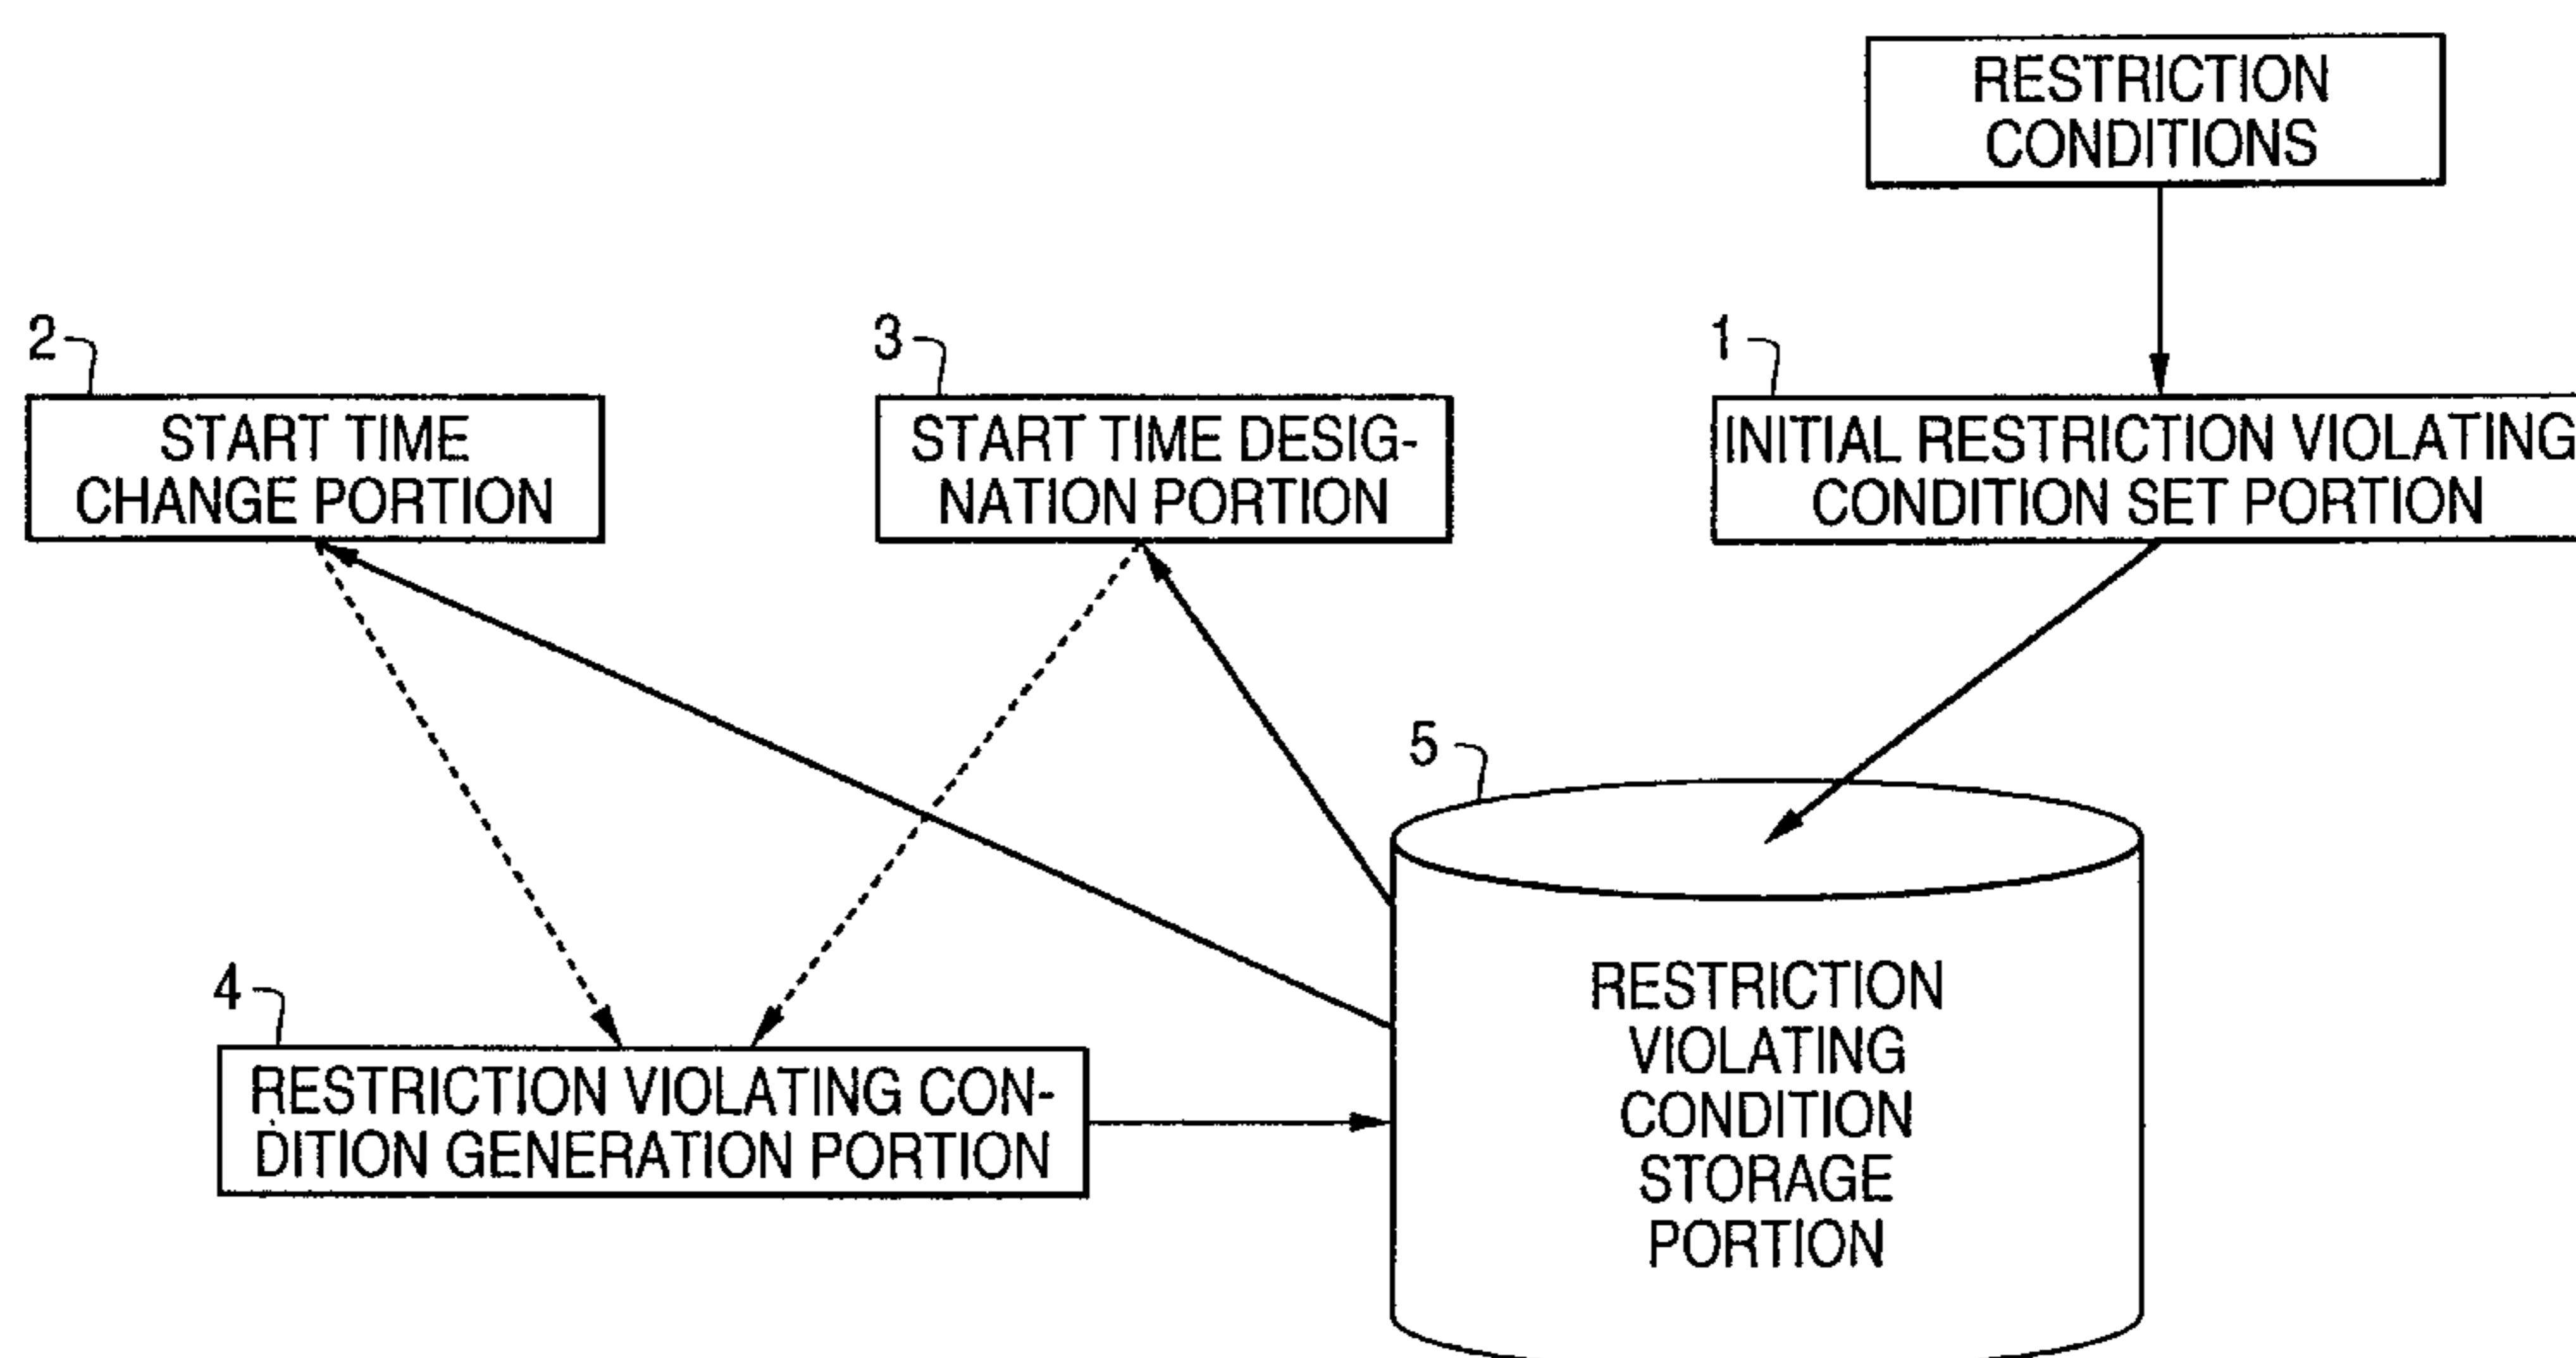 RESTRICTION
CONDITIONS
2
3
1
START TIME
CHANGE PORTION
START TIME DESIG-
NATION PORTION
INITIAL RESTRICTION VIOLATING
CONDITION SET PORTION
5
4
RESTRICTION VIOLATING CON-
DITION GENERATION PORTION
RESTRICTION
VIOLATING
CONDITION
STORAGE
PORTION